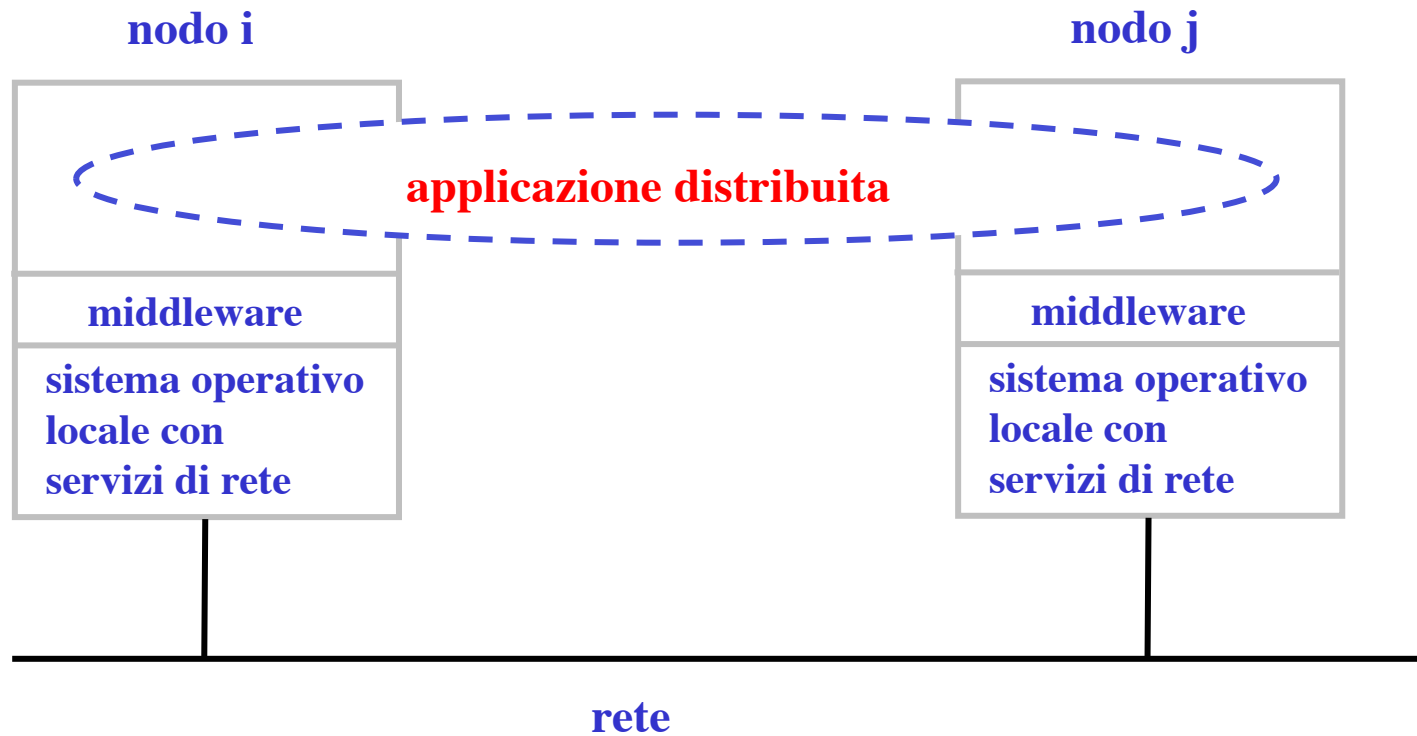 nodo i
nodo j
applicazione distribuita
middleware
middleware
sistema operativo
locale con
servizi di rete
sistema operativo
locale con
servizi di rete
rete